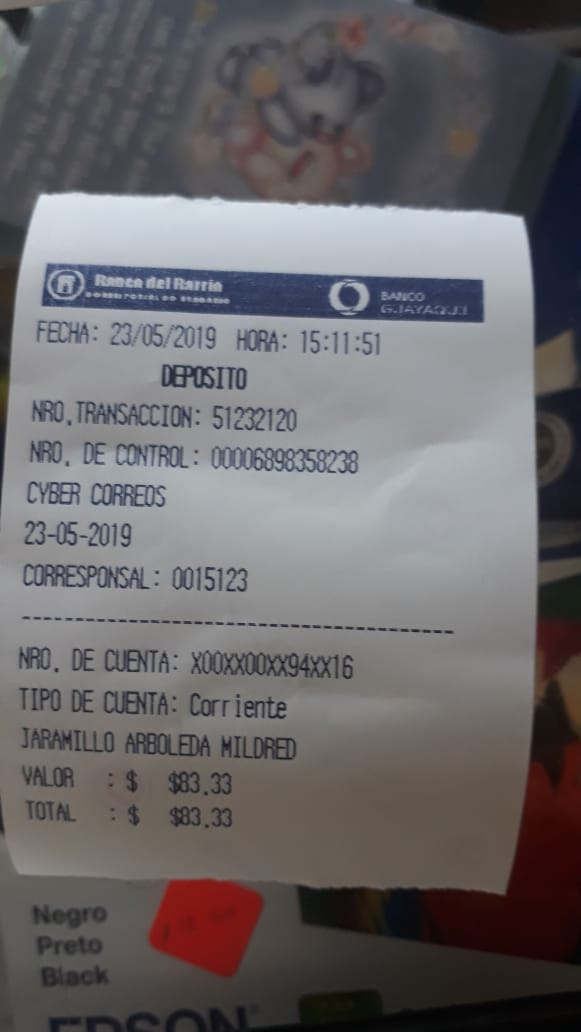 Banco del Barrio
BANCO
GUAYAQUIL
FECHA: 23/05/2019 HORA: 15:11:51
DEPOSITO
NRO.TRANSACCION: 51232120
NRO. DE CONTROL: 00006898358238
CYBER CORREOS
23-05-2019
CORRESPONSAL: 0015123
------------------------------------------
NRO. DE CUENTA: X00XX00XX94XX16
TIPO DE CUENTA: Corriente
JARAMILLO ARBOLEDA MILDRED
VALOR : $ $83.33
TOTAL : $ $83.33
Negro
Preto
Black
EPSON